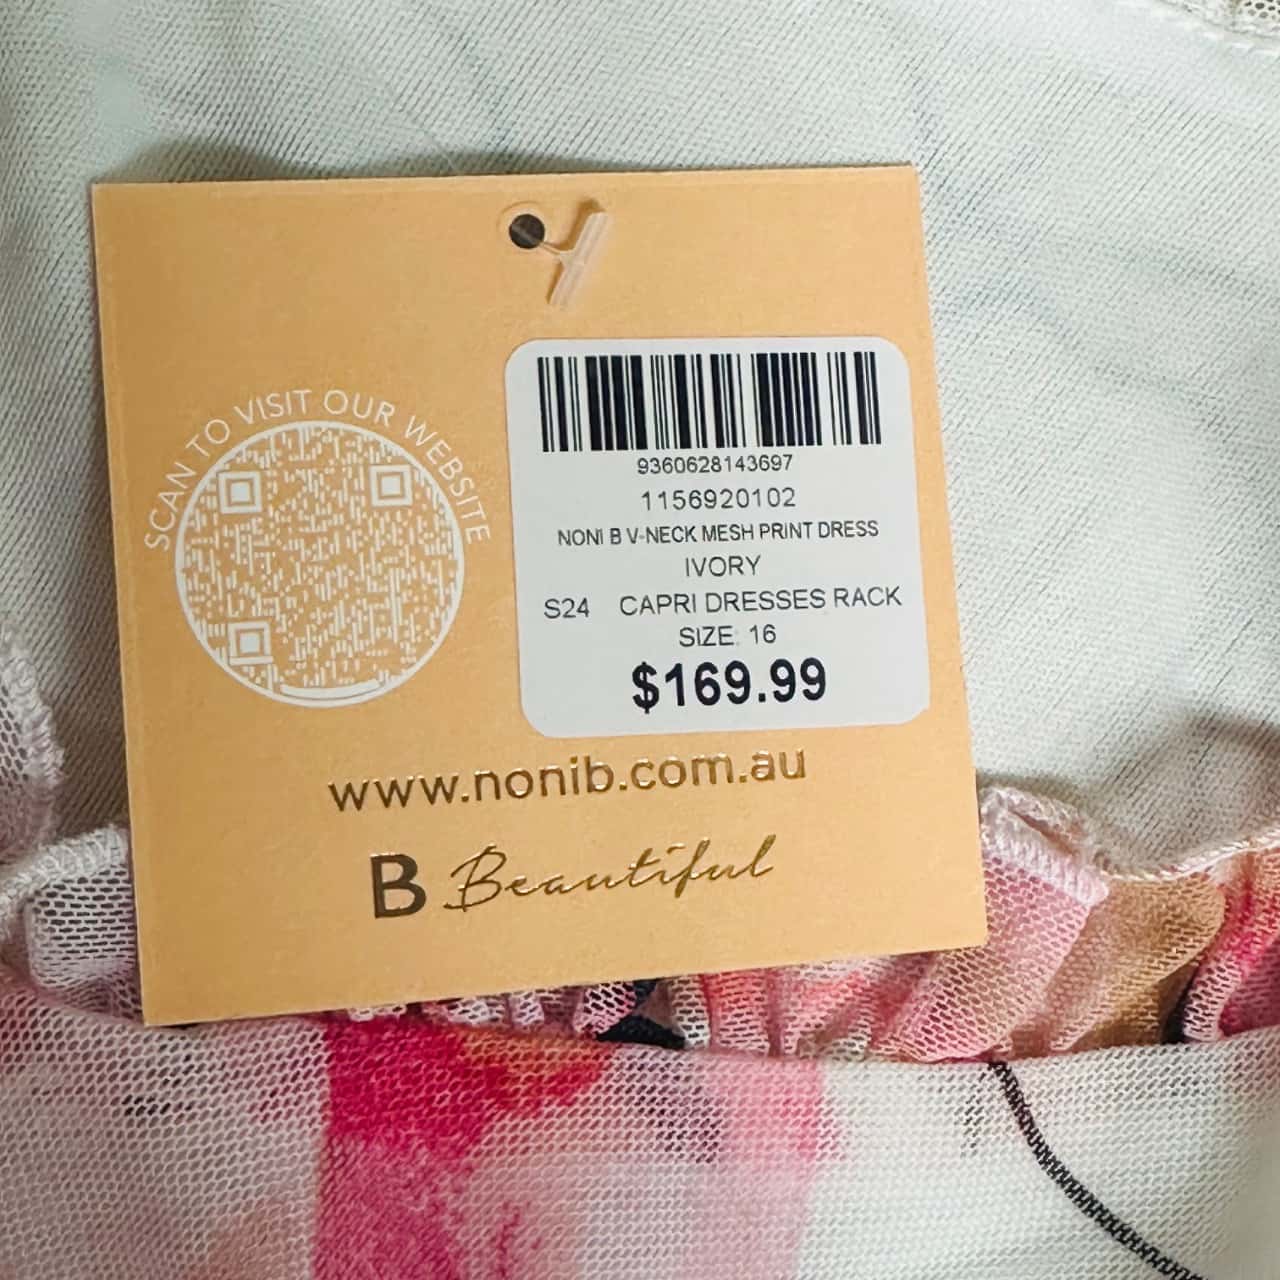 SCAN TO VISIT OUR WEBSITE
9360628143697
1156920102
NONI B V-NECK MESH PRINT DRESS
IVORY
S24 CAPRI DRESSES RACK
SIZE: 16
$169.99
www.nonib.com.au
B Beautiful